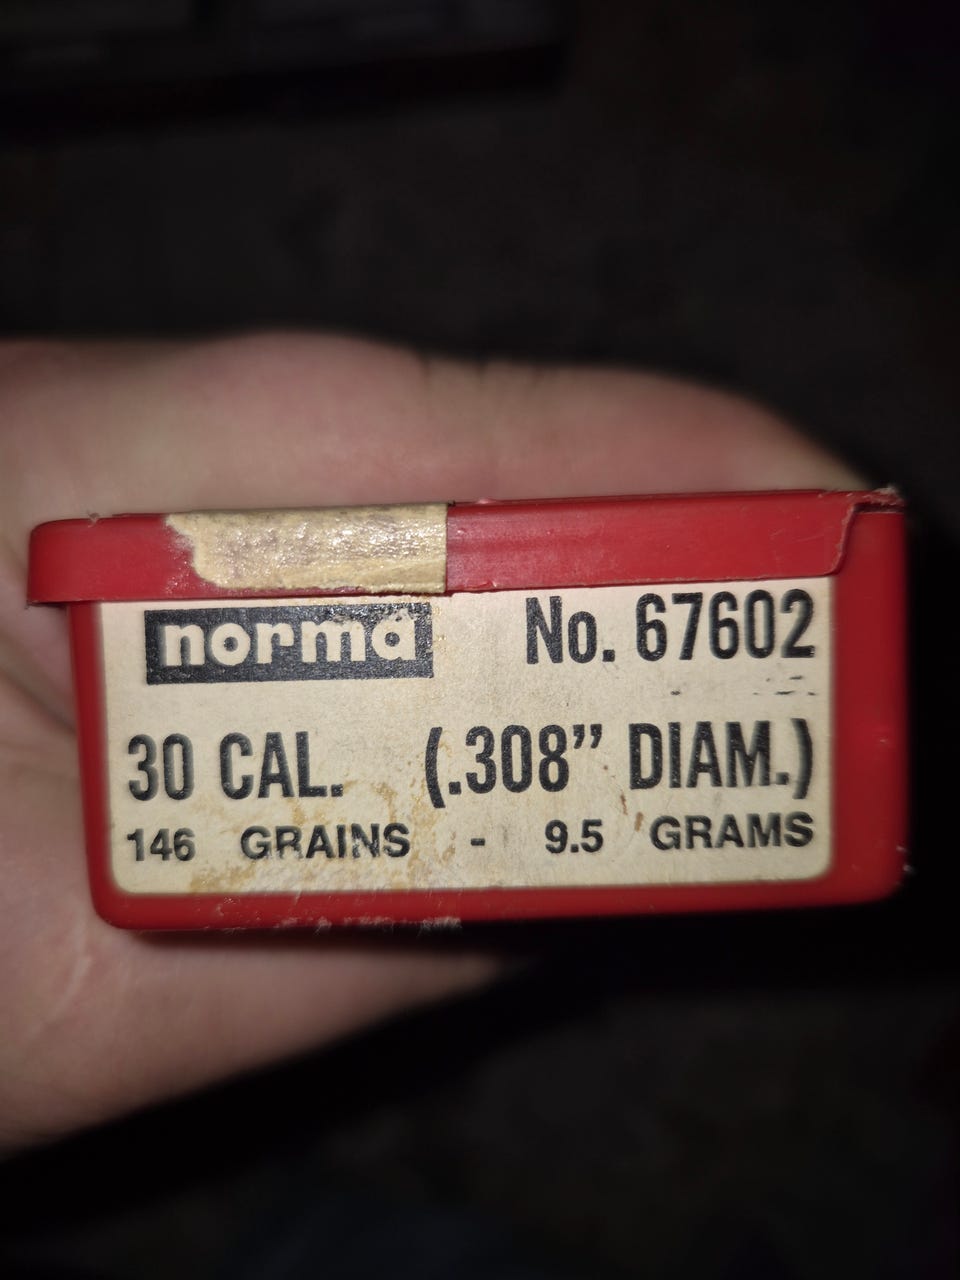 norma No. 67602
30 CAL. (.308” DIAM.)
146 GRAINS - 9.5 GRAMS